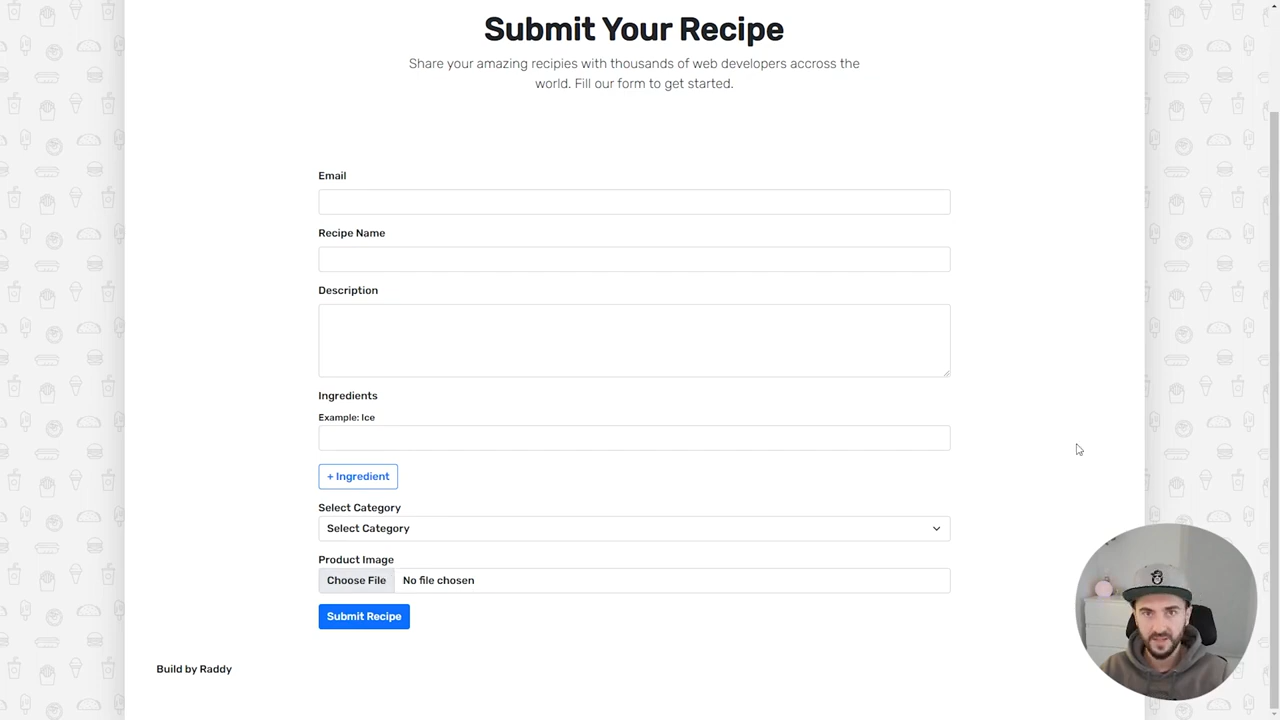 Submit Your Recipe
Share your amazing recipies with thousands of web developers accross the
world. Fill our form to get started.
Email
Recipe Name
Description
Ingredients
Example: Ice
+ Ingredient
Select Category
Select Category
Product Image
Choose File No file chosen
Submit Recipe
Build by Raddy